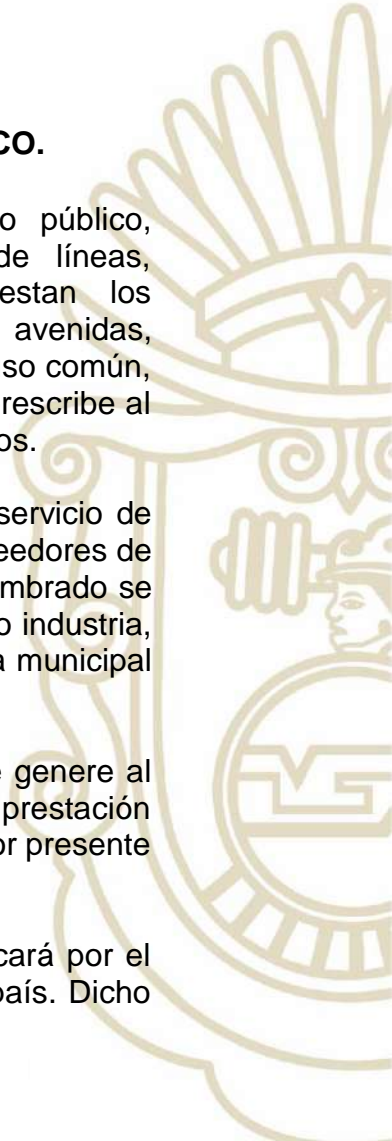 CO.
o público,
de líneas,
estan los
avenidas,
so común,
rescribe al
os.
servicio de
eedores de
mbrado se
o industria,
a municipal
genere al
prestación
or presente
cará por el
país. Dicho